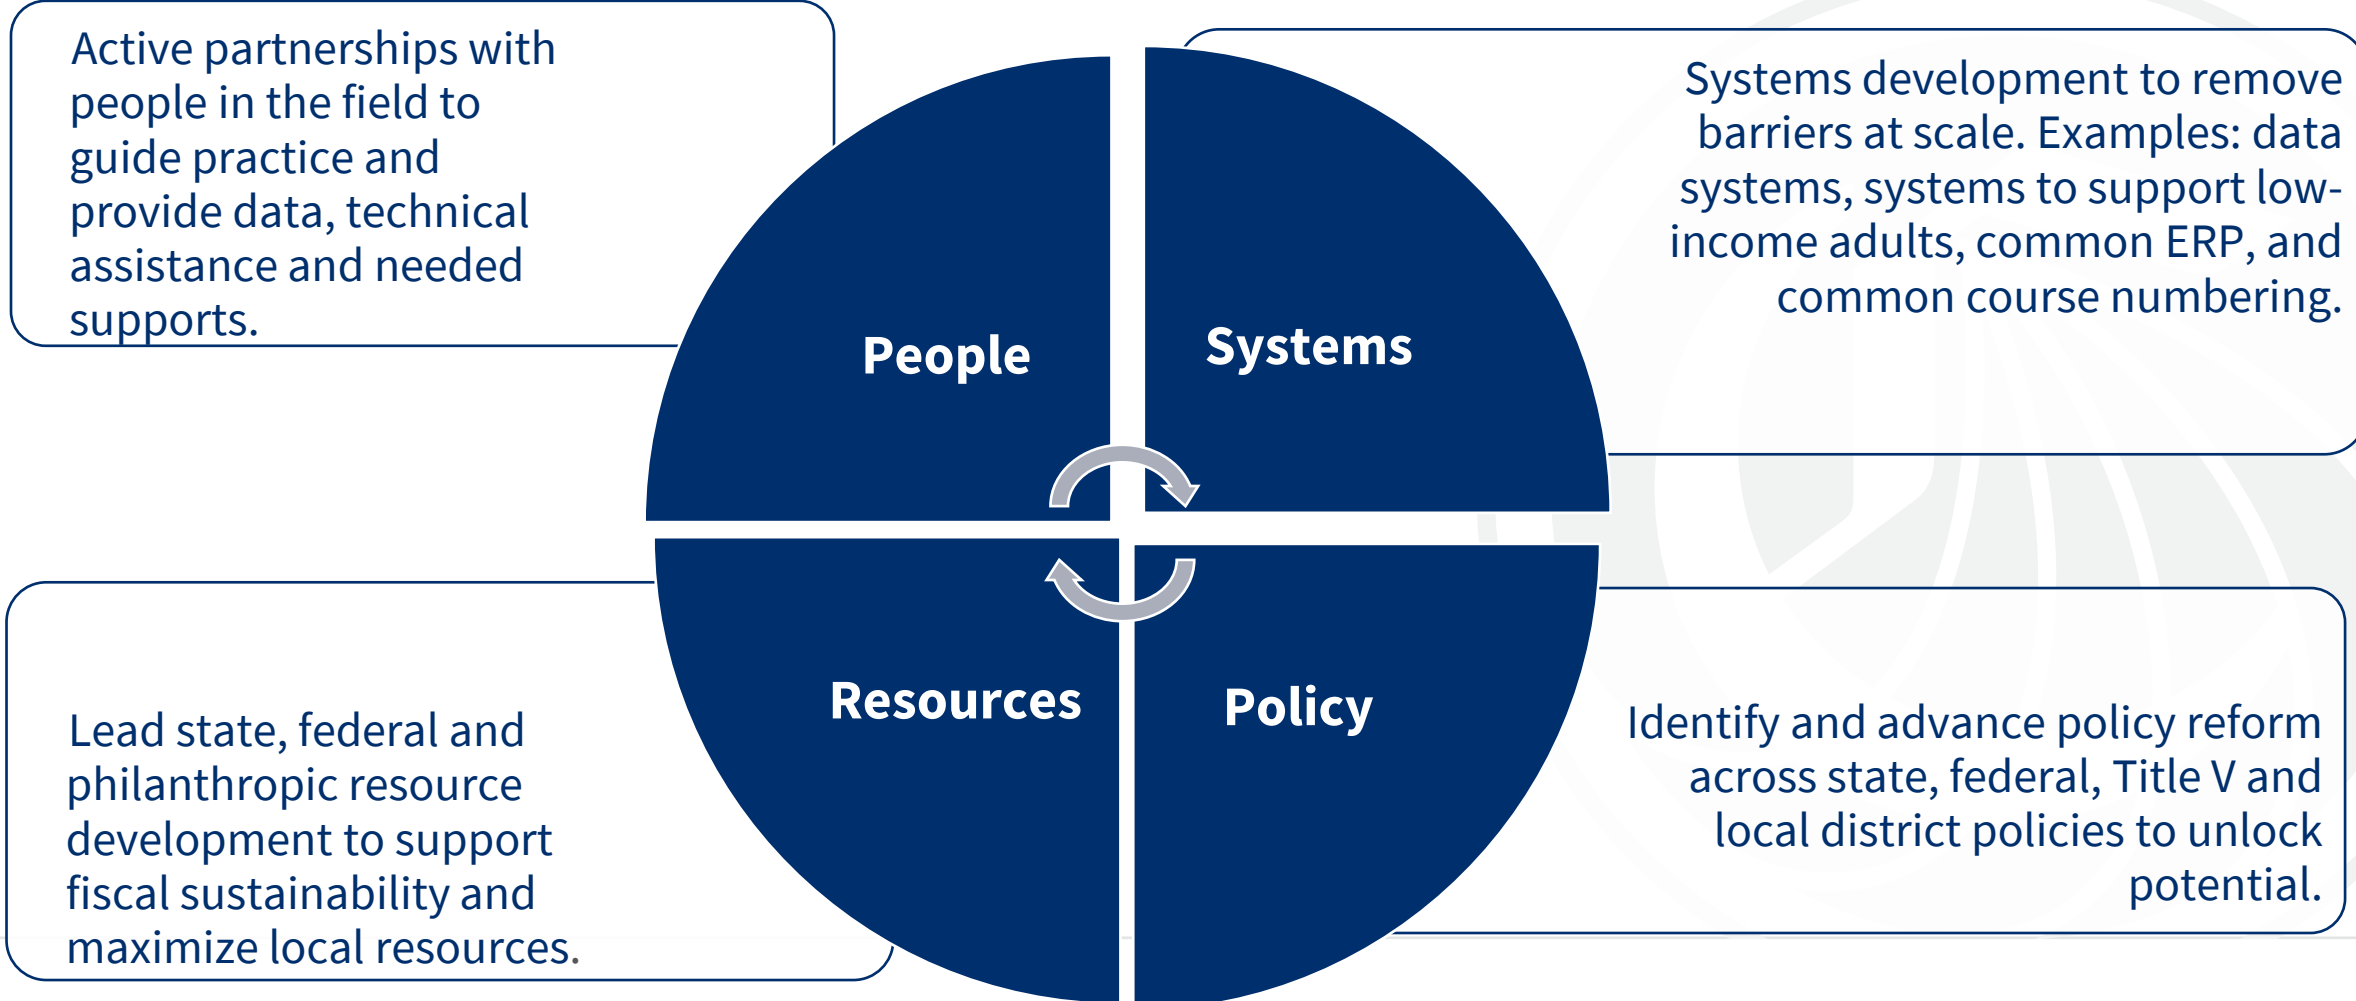 Active partnerships with
people in the field to
guide practice and
provide data, technical
assistance and needed
supports.
People
Systems
Systems development to remove
barriers at scale. Examples: data
systems, systems to support low-
income adults, common ERP, and
common course numbering.
Lead state, federal and
philanthropic resource
development to support
fiscal sustainability and
maximize local resources.
Resources
Policy
Identify and advance policy reform
across state, federal, Title V and
local district policies to unlock
potential.